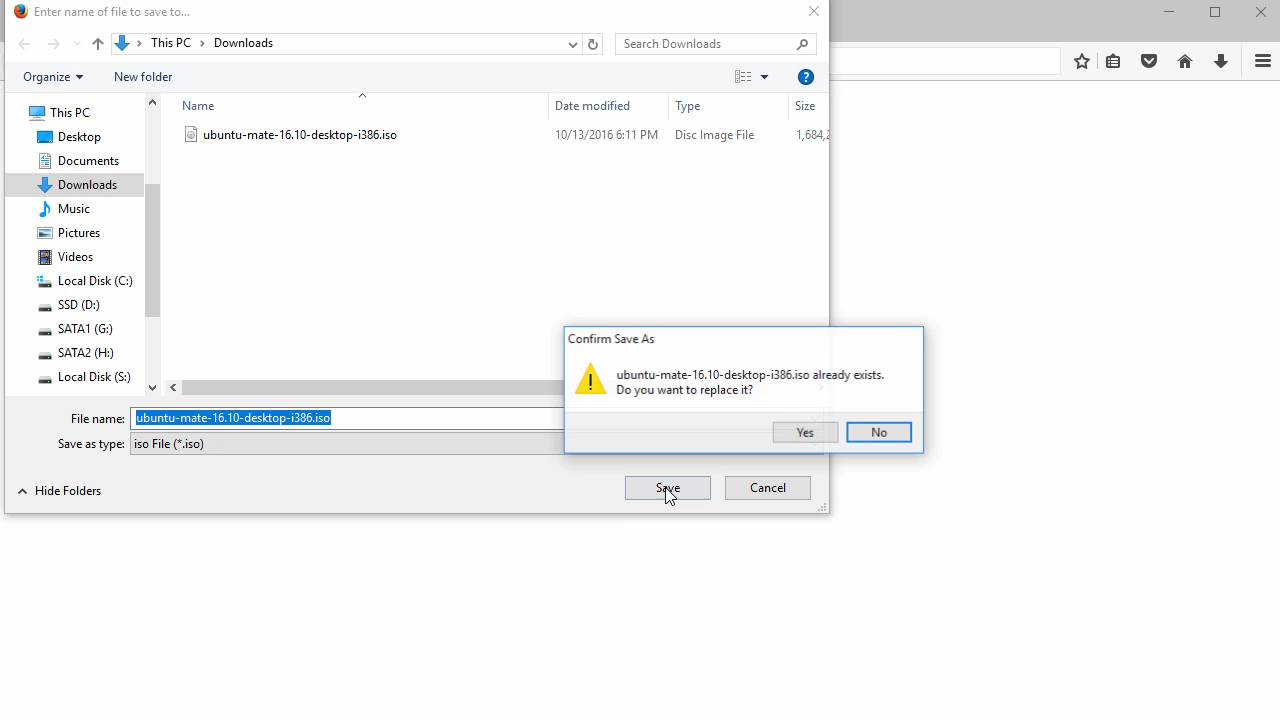 Enter name of file to save to...
This PC
Downloads
Search Downloads
Organize
New folder
Name
Date modified
Type
Size
ubuntu-mate-16.10-desktop-i386.iso
10/13/2016 6:11 PM
Disc Image File
1,684,2
This PC
Desktop
Documents
Downloads
Music
Pictures
Videos
Local Disk (C:)
SSD (D:)
SATA1 (G:)
SATA2 (H:)
Local Disk (S:)
Confirm Save As
ubuntu-mate-16.10-desktop-i386.iso already exists.
Do you want to replace it?
Yes
No
File name:
ubuntu-mate-16.10-desktop-i386.iso
Save as type:
iso File (*.iso)
Hide Folders
Save
Cancel